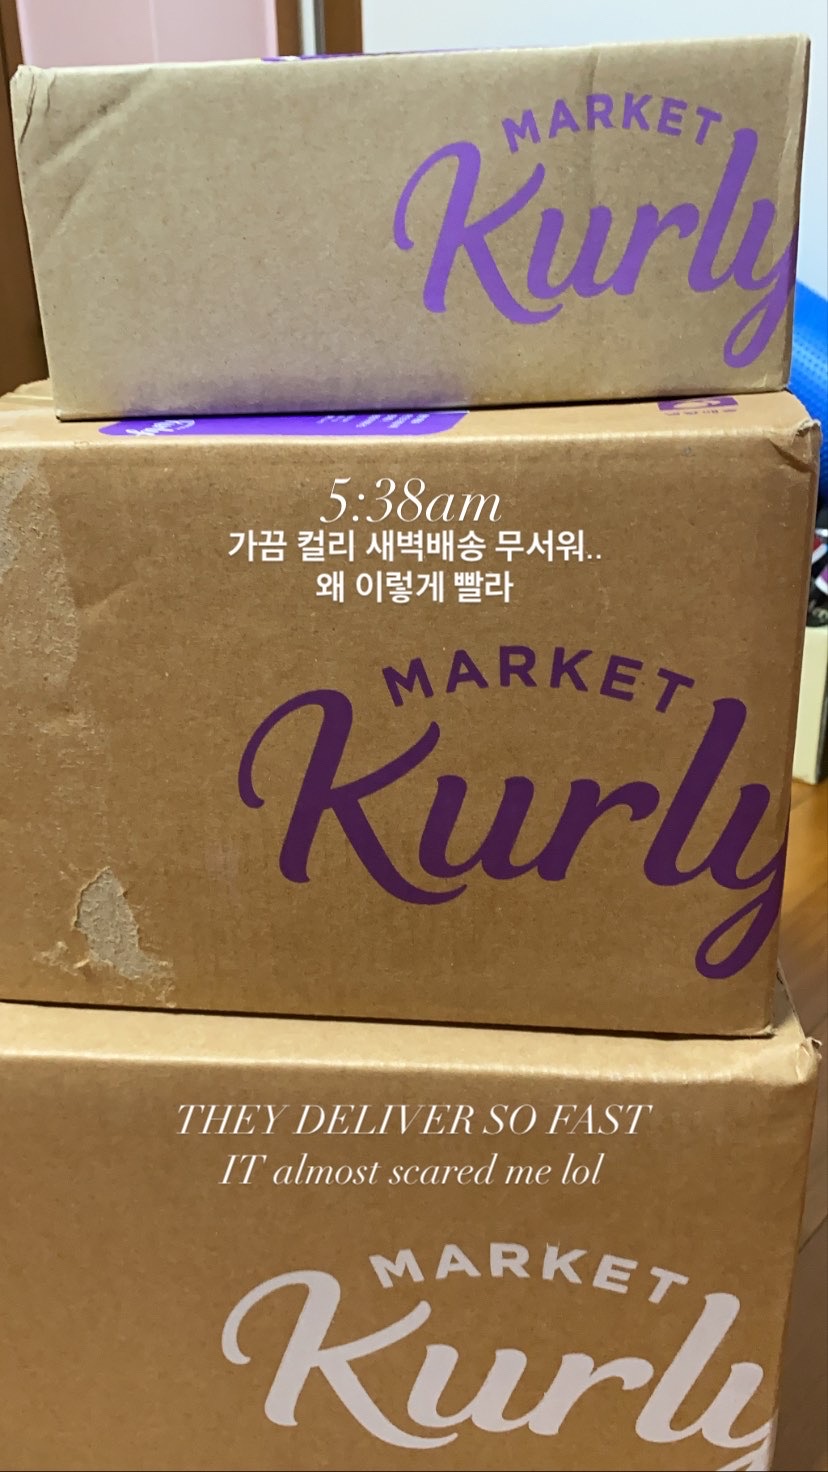 MARKET
Kurly
5:38am
가끔 컬리 새벽배송 무서워..
왜 이렇게 빨라
MARKET
Kurly
THEY DELIVER SO FAST
IT almost scared me lol
MARKET
Kurly